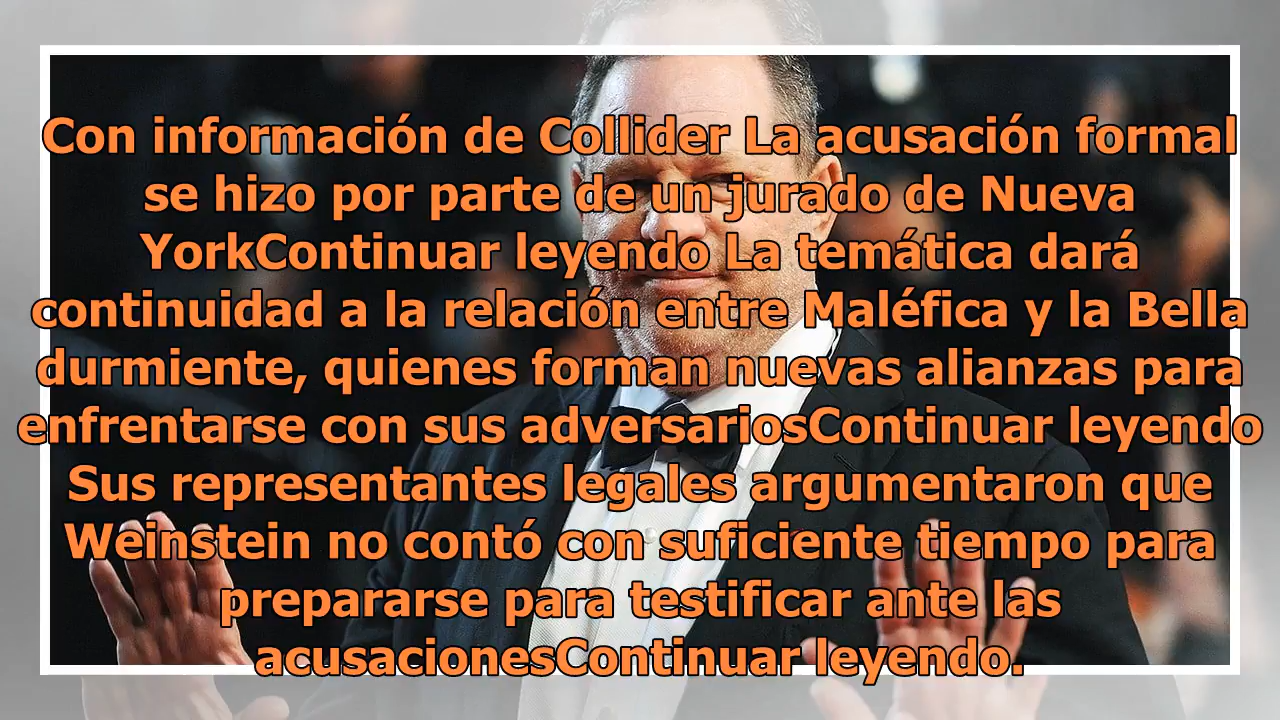 Con información de Collider La acusación formal
se hizo por parte de un jurado de Nueva
YorkContinuar leyendo La temática dará
continuidad a la relación entre Maléfica y la Bella
durmiente, quienes forman nuevas alianzas para
enfrentarse con sus adversariosContinuar leyendo
Sus representantes legales argumentaron que
Weinstein no contó con suficiente tiempo para
prepararse para testificar ante las
acusacionesContinuar leyendo.